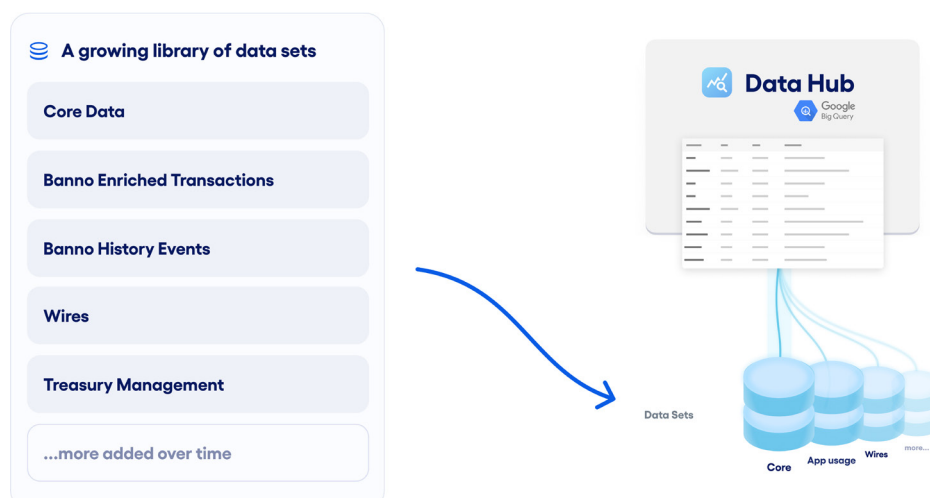 A growing library of data sets
Core Data
Banno Enriched Transactions
Banno History Events
Wires
Treasury Management
...more added over time
Data Hub
Google
Big Query
Data Sets
Core
App usage
Wires
more...